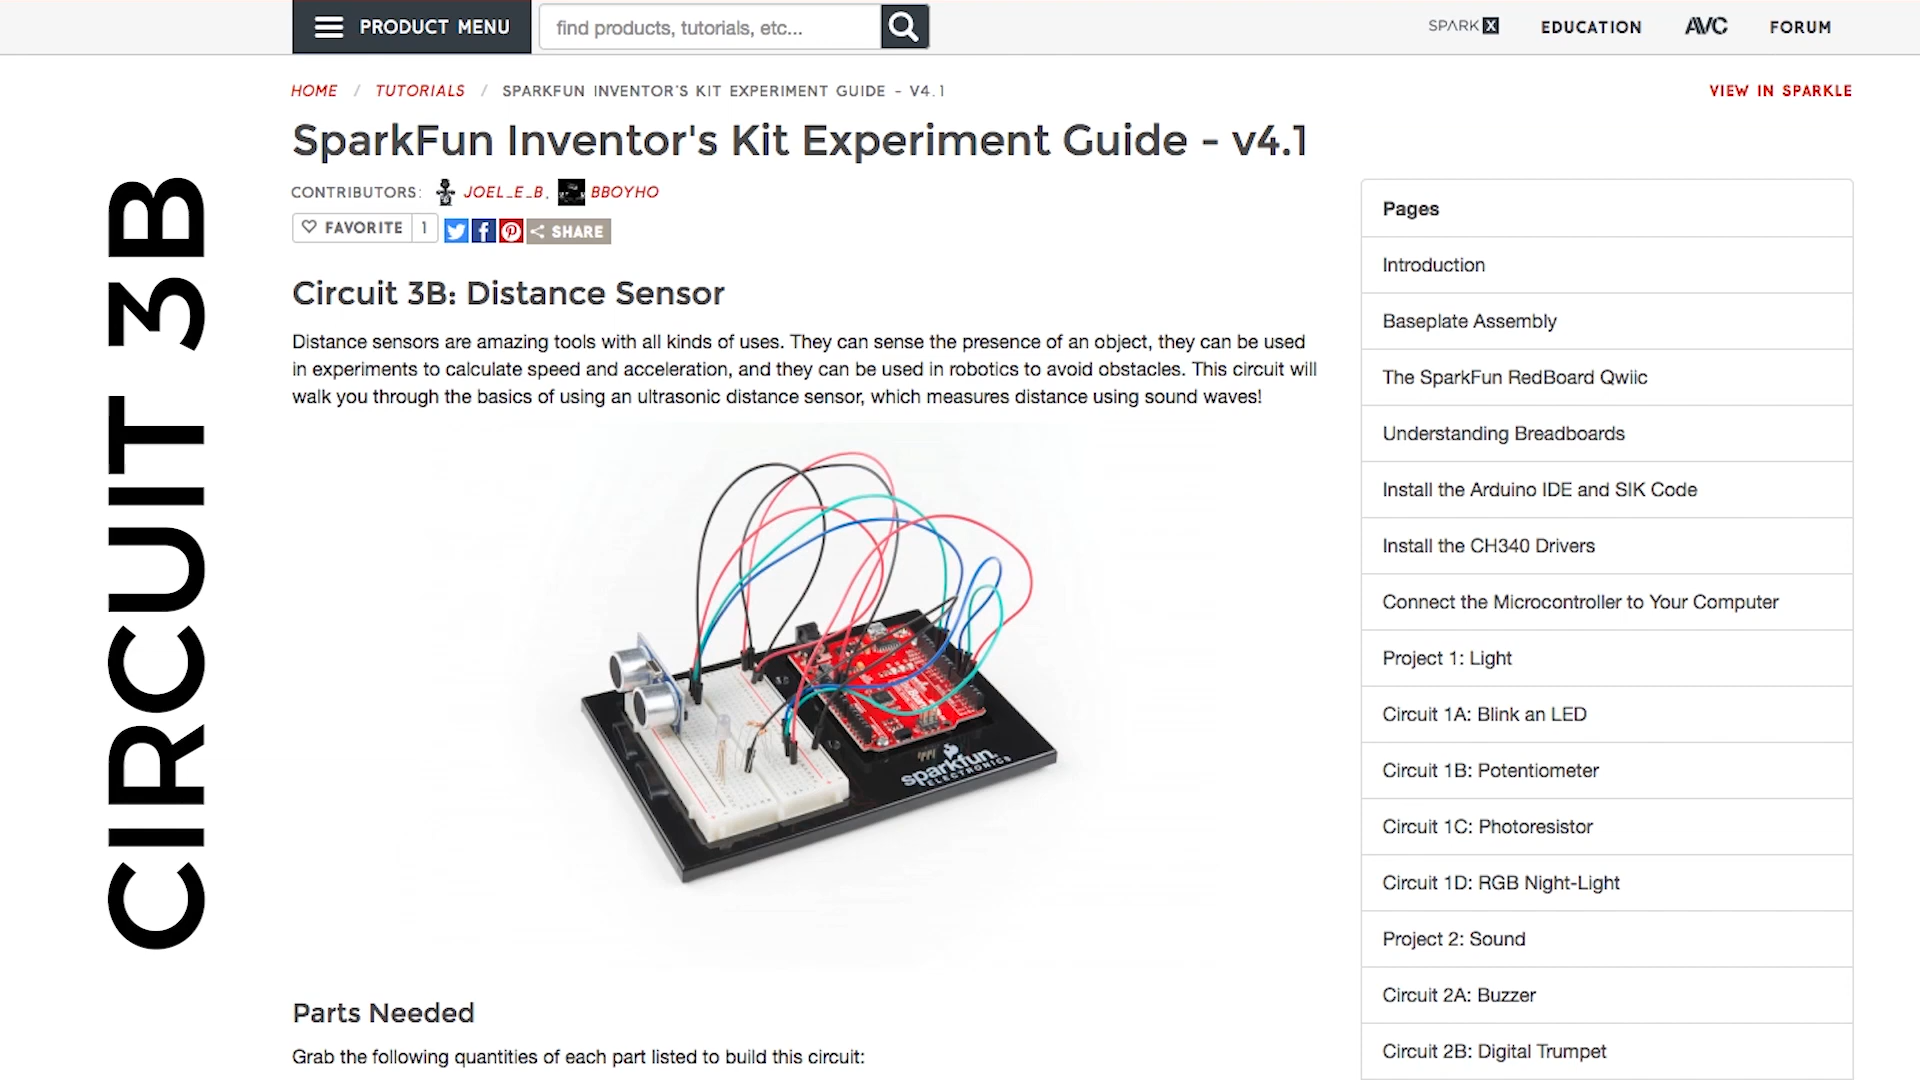 PRODUCT MENU
find products, tutorials, etc...
SPARK X
EDUCATION
AVC
FORUM
HOME / TUTORIALS / SPARKFUN INVENTOR'S KIT EXPERIMENT GUIDE - V4.1
VIEW IN SPARKLE
SparkFun Inventor's Kit Experiment Guide - v4.1
CONTRIBUTORS: JOEL_E_B, BBOYHO
FAVORITE 1
SHARE
CIRCUIT 3B
Circuit 3B: Distance Sensor
Distance sensors are amazing tools with all kinds of uses. They can sense the presence of an object, they can be used
in experiments to calculate speed and acceleration, and they can be used in robotics to avoid obstacles. This circuit will
walk you through the basics of using an ultrasonic distance sensor, which measures distance using sound waves!
sparkfun
ELECTRONICS
Parts Needed
Grab the following quantities of each part listed to build this circuit:
Pages
Introduction
Baseplate Assembly
The SparkFun RedBoard Qwiic
Understanding Breadboards
Install the Arduino IDE and SIK Code
Install the CH340 Drivers
Connect the Microcontroller to Your Computer
Project 1: Light
Circuit 1A: Blink an LED
Circuit 1B: Potentiometer
Circuit 1C: Photoresistor
Circuit 1D: RGB Night-Light
Project 2: Sound
Circuit 2A: Buzzer
Circuit 2B: Digital Trumpet